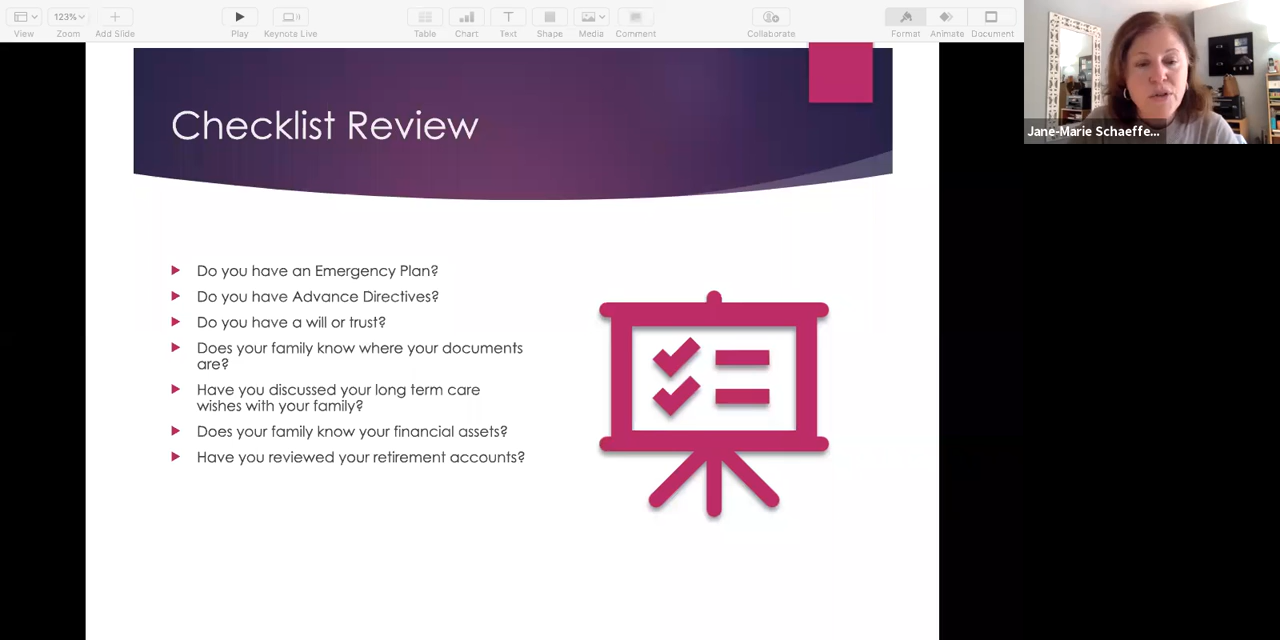 123%
View
Zoom
Add Slide
Play
Keynote Live
Table
Chart
Text
Shape
Media
Comment
Collaborate
Format
Animate
Document
Jane-Marie Schaeffe...
Checklist Review
Do you have an Emergency Plan?
Do you have Advance Directives?
Do you have a will or trust?
Does your family know where your documents
are?
Have you discussed your long term care
wishes with your family?
Does your family know your financial assets?
Have you reviewed your retirement accounts?